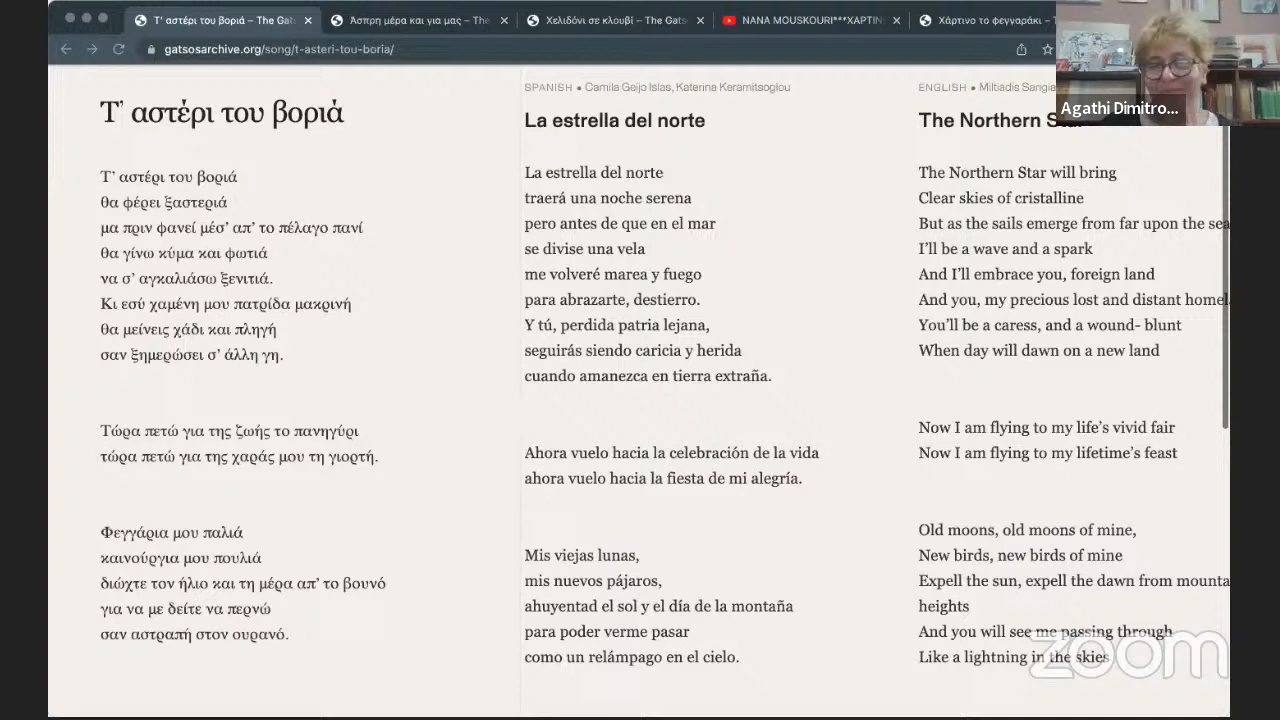 Τ' αστέρι του βοριά – The Gats
Άσπρη μέρα και για μας – The
Χελιδόνι σε κλουβί – The Gats
NANA MOUSKOURI***ΧΑΡΤΙΝ
Χάρτινο το φεγγαράκι – T
gatsosarchive.org/song/t-asteri-tou-boria/
Agathi Dimitro...
Τ' αστέρι του βοριά
Τ' αστέρι του βοριά
θα φέρει ξαστεριά
μα πριν φανεί μέσ' απ' το πέλαγο πανί
θα γίνω κύμα και φωτιά
να σ' αγκαλιάσω ξενιτιά.
Κι εσύ χαμένη μου πατρίδα μακρινή
θα μείνεις χάδι και πληγή
σαν ξημερώσει σ' άλλη γη.
Τώρα πετώ για της ζωής το πανηγύρι
τώρα πετώ για της χαράς μου τη γιορτή.
Φεγγάρια μου παλιά
καινούργια μου πουλιά
διώχτε τον ήλιο και τη μέρα απ' το βουνό
για να με δείτε να περνώ
σαν αστραπή στον ουρανό.
SPANISH • Camila Geijo Islas, Katerina Keramitsoglou
La estrella del norte
La estrella del norte
traerá una noche serena
pero antes de que en el mar
se divise una vela
me volveré marea y fuego
para abrazarte, destierro.
Y tú, perdida patria lejana,
seguirás siendo caricia y herida
cuando amanezca en tierra extraña.
Ahora vuelo hacia la celebración de la vida
ahora vuelo hacia la fiesta de mi alegría.
Mis viejas lunas,
mis nuevos pájaros,
ahuyentad el sol y el día de la montaña
para poder verme pasar
como un relámpago en el cielo.
ENGLISH • Miltiadis Sangia
The Northern
The Northern Star will bring
Clear skies of cristalline
But as the sails emerge from far upon the sea
I'll be a wave and a spark
And I'll embrace you, foreign land
And you, my precious lost and distant homel
You'll be a caress, and a wound- blunt
When day will dawn on a new land
Now I am flying to my life's vivid fair
Now I am flying to my lifetime's feast
Old moons, old moons of mine,
New birds, new birds of mine
Expell the sun, expell the dawn from mounta
heights
And you will see me passing through
Like a lightning in the skies
zoom